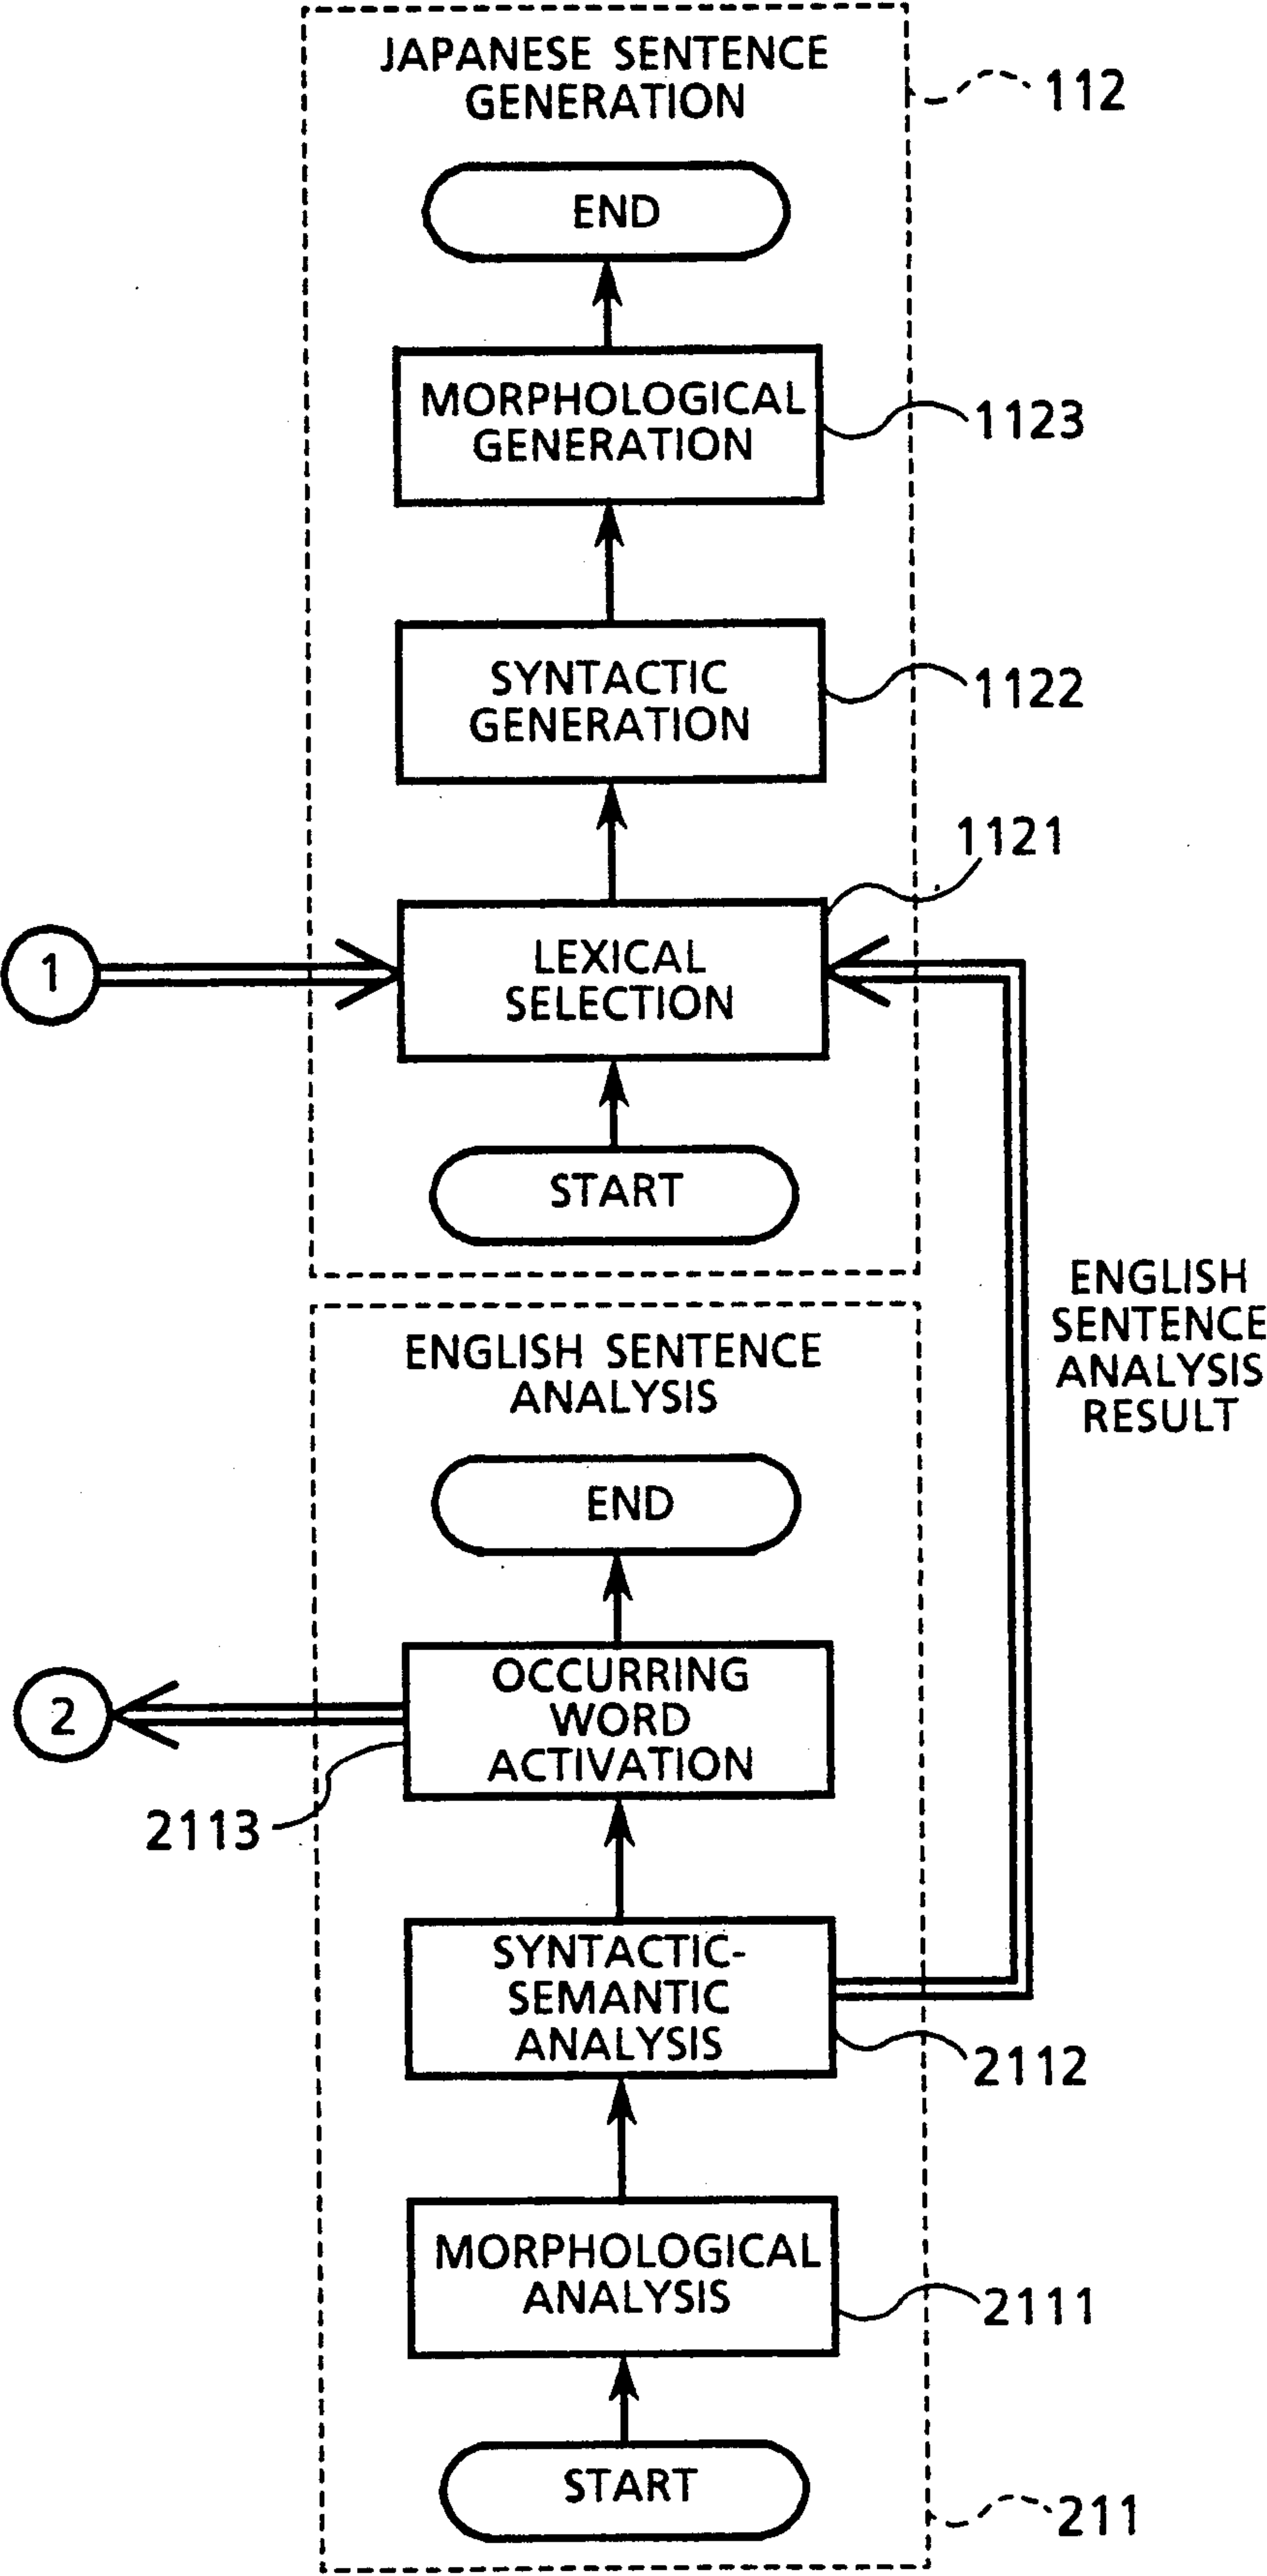 JAPANESE SENTENCE
GENERATION
112
END
MORPHOLOGICAL
GENERATION
1123
SYNTACTIC
GENERATION
1122
1121
1
LEXICAL
SELECTION
START
ENGLISH
SENTENCE
ANALYSIS
RESULT
ENGLISH SENTENCE
ANALYSIS
END
2
OCCURRING
WORD
ACTIVATION
2113
SYNTACTIC-
SEMANTIC
ANALYSIS
2112
MORPHOLOGICAL
ANALYSIS
2111
START
211